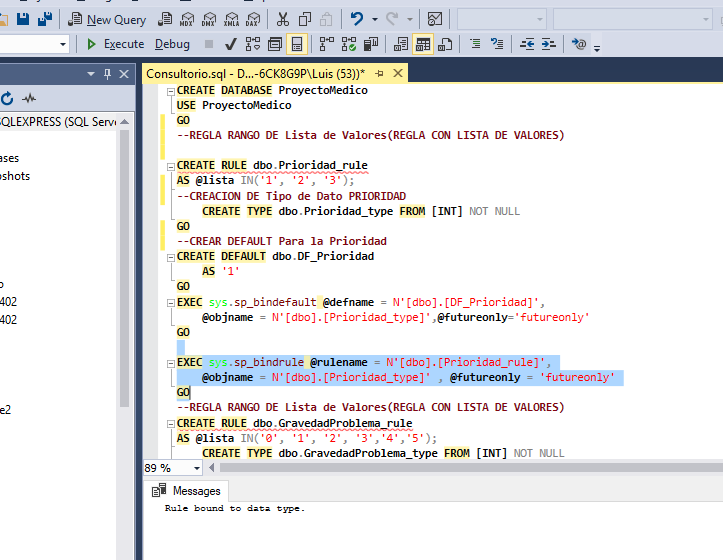 New Query
MDX
DMX
XMLA
DAX
Execute
Debug
Consultorio.sql - D...-6CK8G9P\Luis (53))*
SQLEXPRESS (SQL Serve
ases
pshots
o
402
402
e2
CREATE DATABASE ProyectoMedico
USE ProyectoMedico
GO
--REGLA RANGO DE Lista de Valores(REGLA CON LISTA DE VALORES)
CREATE RULE dbo.Prioridad_rule
AS @lista IN('1', '2', '3');
--CREACION DE Tipo de Dato PRIORIDAD
CREATE TYPE dbo.Prioridad_type FROM [INT] NOT NULL
GO
--CREAR DEFAULT Para la Prioridad
CREATE DEFAULT dbo.DF_Prioridad
AS '1'
GO
EXEC sys.sp_bindefault @defname = N'[dbo].[DF_Prioridad]',
@objname = N'[dbo].[Prioridad_type]',@futureonly='futureonly'
GO
EXEC sys.sp_bindrule @rulename = N'[dbo].[Prioridad_rule]',
@objname = N'[dbo].[Prioridad_type]' , @futureonly = 'futureonly'
GO
--REGLA RANGO DE Lista de Valores(REGLA CON LISTA DE VALORES)
CREATE RULE dbo.GravedadProblema_rule
AS @lista IN('0', '1', '2', '3','4','5');
CREATE TYPE dbo.GravedadProblema_type FROM [INT] NOT NULL
89 %
Messages
Rule bound to data type.